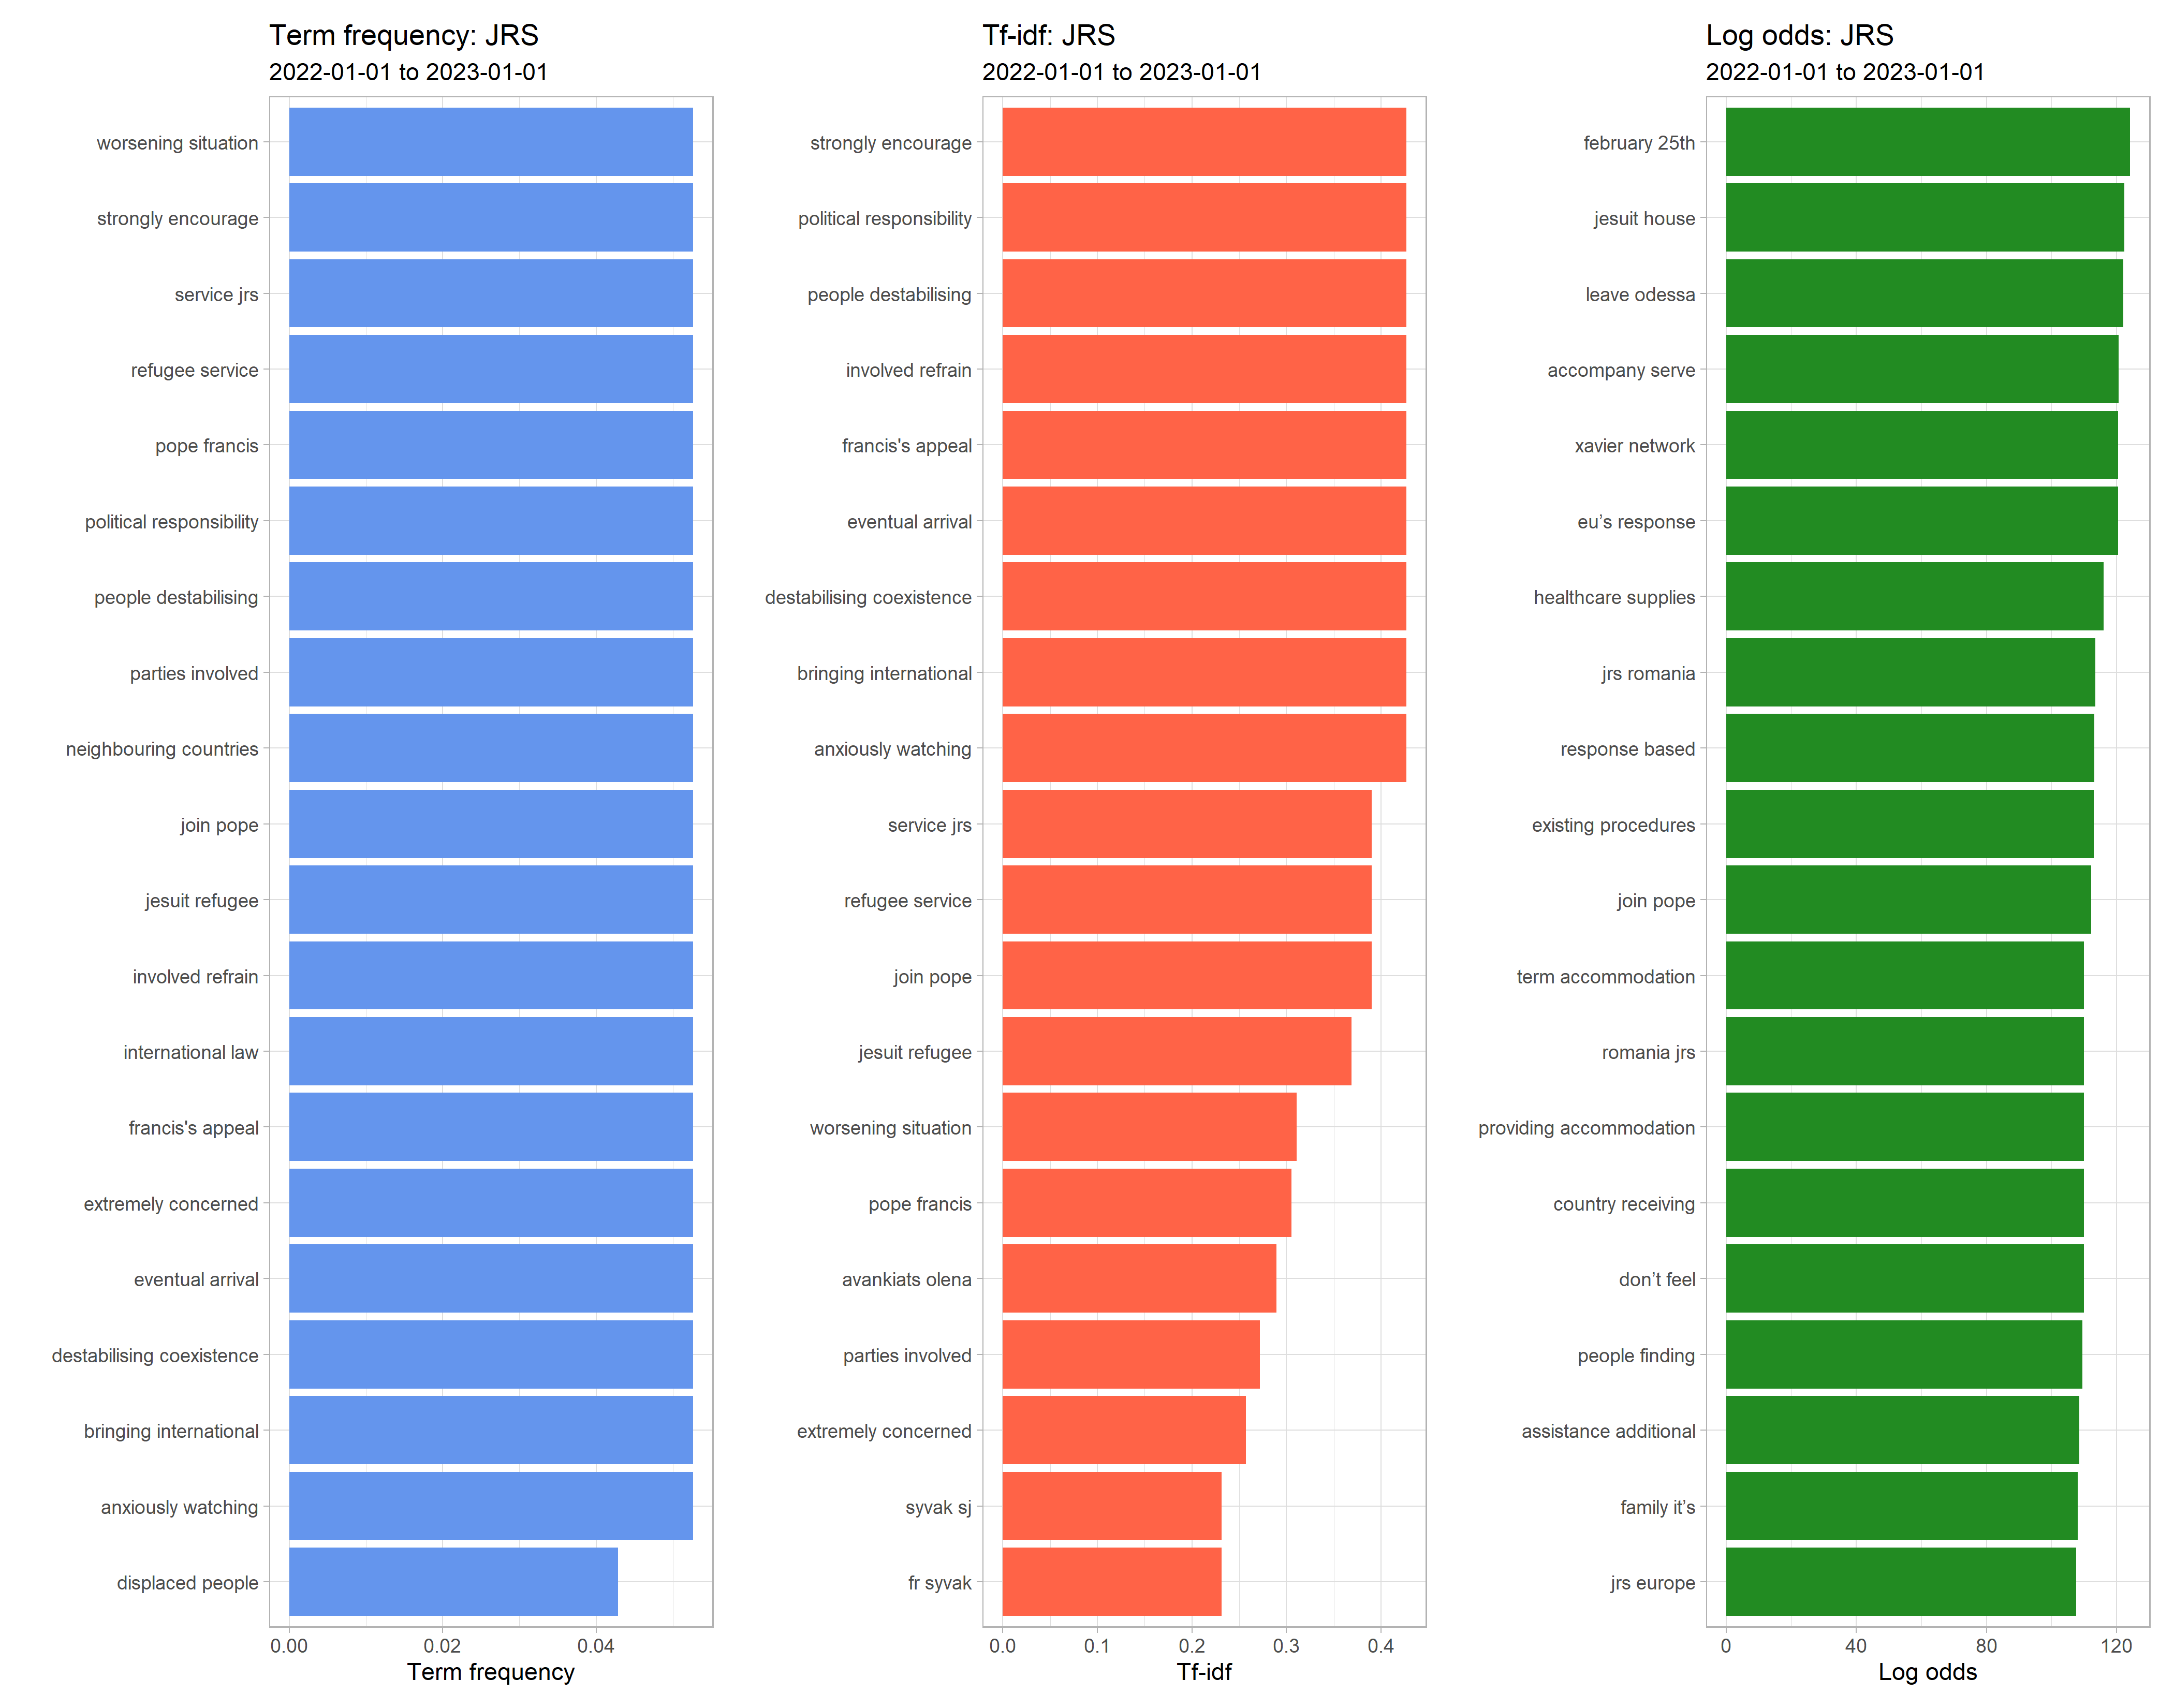 Term frequency: JRS
2022-01-01 to 2023-01-01
worsening situation
strongly encourage
service jrs
refugee service
pope francis
political responsibility
people destabilising
parties involved
neighbouring countries
join pope
jesuit refugee
involved refrain
international law
francis's appeal
extremely concerned
eventual arrival
destabilising coexistence
bringing international
anxiously watching
displaced people
0.00 0.02 0.04
Term frequency
Tf-idf: JRS
2022-01-01 to 2023-01-01
strongly encourage
political responsibility
people destabilising
involved refrain
francis's appeal
eventual arrival
destabilising coexistence
bringing international
anxiously watching
service jrs
refugee service
join pope
jesuit refugee
worsening situation
pope francis
avankiats olena
parties involved
extremely concerned
syvak sj
fr syvak
0.0 0.1 0.2 0.3 0.4
Tf-idf
Log odds: JRS
2022-01-01 to 2023-01-01
february 25th
jesuit house
leave odessa
accompany serve
xavier network
eu’s response
healthcare supplies
jrs romania
response based
existing procedures
join pope
term accommodation
romania jrs
providing accommodation
country receiving
don’t feel
people finding
assistance additional
family it’s
jrs europe
0 40 80 120
Log odds